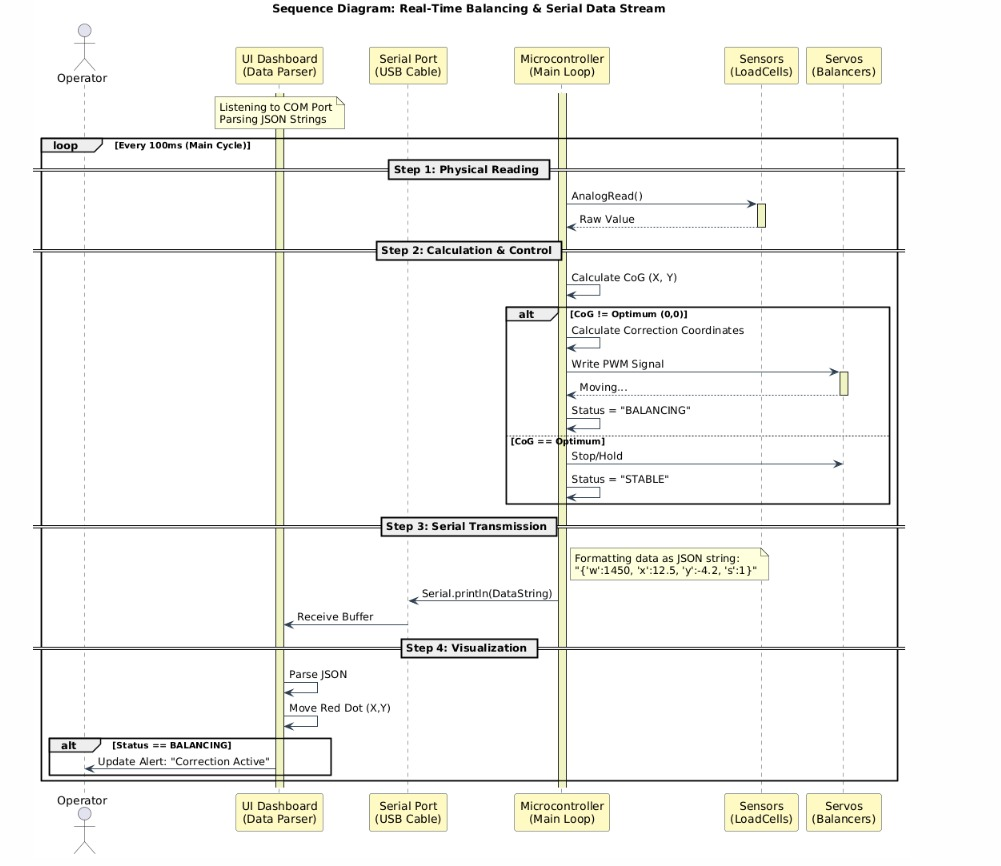 Sequence Diagram: Real-Time Balancing & Serial Data Stream
Operator
UI Dashboard
(Data Parser)
Serial Port
(USB Cable)
Microcontroller
(Main Loop)
Sensors
(LoadCells)
Servos
(Balancers)
Listening to COM Port
Parsing JSON Strings
loop [Every 100ms (Main Cycle)]
Step 1: Physical Reading
AnalogRead()
Raw Value
Step 2: Calculation & Control
Calculate CoG (X, Y)
alt [CoG != Optimum (0,0)]
Calculate Correction Coordinates
Write PWM Signal
Moving...
Status = "BALANCING"
[CoG == Optimum]
Stop/Hold
Status = "STABLE"
Step 3: Serial Transmission
Formatting data as JSON string:
"{'w':1450, 'x':12.5, 'y':-4.2, 's':1}"
Serial.println(DataString)
Receive Buffer
Step 4: Visualization
Parse JSON
Move Red Dot (X,Y)
alt [Status == BALANCING]
Update Alert: "Correction Active"
Operator
UI Dashboard
(Data Parser)
Serial Port
(USB Cable)
Microcontroller
(Main Loop)
Sensors
(LoadCells)
Servos
(Balancers)